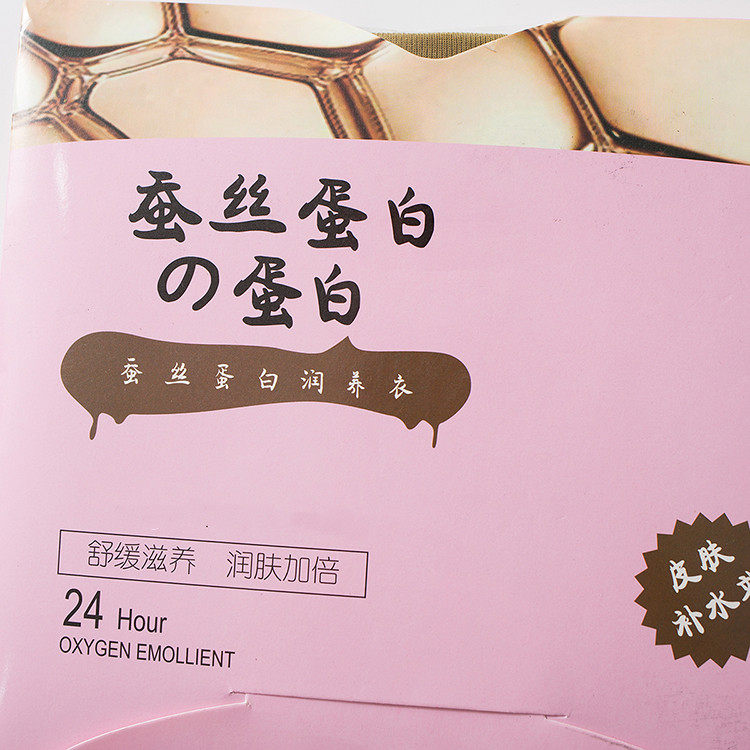 蚕丝蛋白
の蛋白
蚕丝蛋白润养衣
舒缓滋养 润肤加倍
24 Hour
OXYGEN EMOLLIENT
皮肤
补水